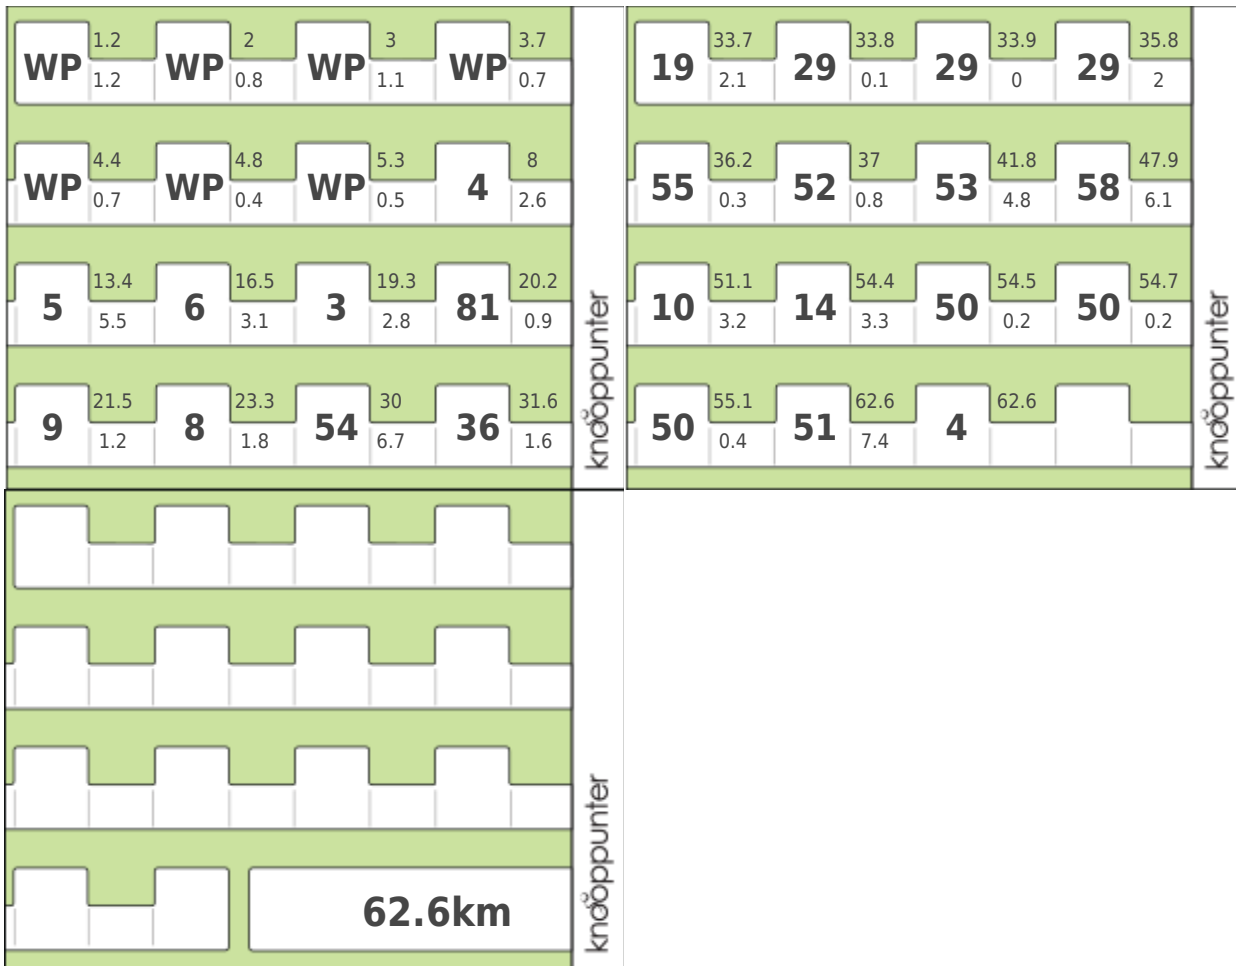 WP 1.2 1.2 WP 2 0.8 WP 3 1.1 WP 3.7 0.7
WP 4.4 0.7 WP 4.8 0.4 WP 5.3 0.5 4 8 2.6
5 13.4 5.5 6 16.5 3.1 3 19.3 2.8 81 20.2 0.9
9 21.5 1.2 8 23.3 1.8 54 30 6.7 36 31.6 1.6
knooppunter
19 33.7 2.1 29 33.8 0.1 29 33.9 0 29 35.8 2
55 36.2 0.3 52 37 0.8 53 41.8 4.8 58 47.9 6.1
10 51.1 3.2 14 54.4 3.3 50 54.5 0.2 50 54.7 0.2
50 55.1 0.4 51 62.6 7.4 4 62.6
knooppunter
62.6km
knooppunter